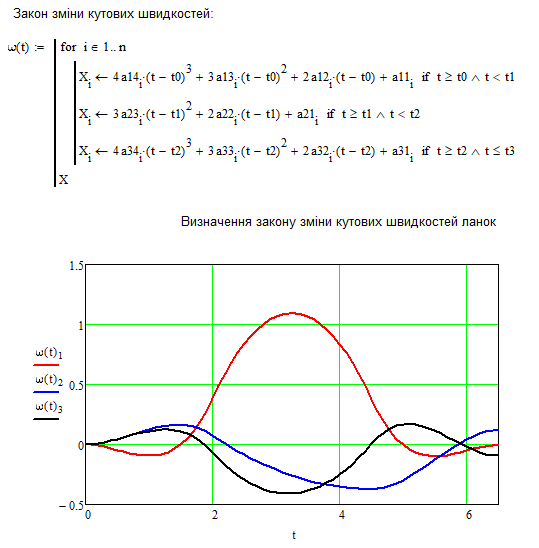 Закон зміни кутових швидкостей:
ω(t) := for i ∈ 1.. n
X_i ← 4 a14_i·(t − t0)^3 + 3 a13_i·(t − t0)^2 + 2 a12_i·(t − t0) + a11_i if t ≥ t0 ∧ t < t1
X_i ← 3 a23_i·(t − t1)^2 + 2 a22_i·(t − t1) + a21_i if t ≥ t1 ∧ t < t2
X_i ← 4 a34_i·(t − t2)^3 + 3 a33_i·(t − t2)^2 + 2 a32_i·(t − t2) + a31_i if t ≥ t2 ∧ t ≤ t3
X
Визначення закону зміни кутових швидкостей ланок
1.5
1
ω(t)_1
ω(t)_2 0.5
ω(t)_3
0
− 0.5
0 2 4 6
t